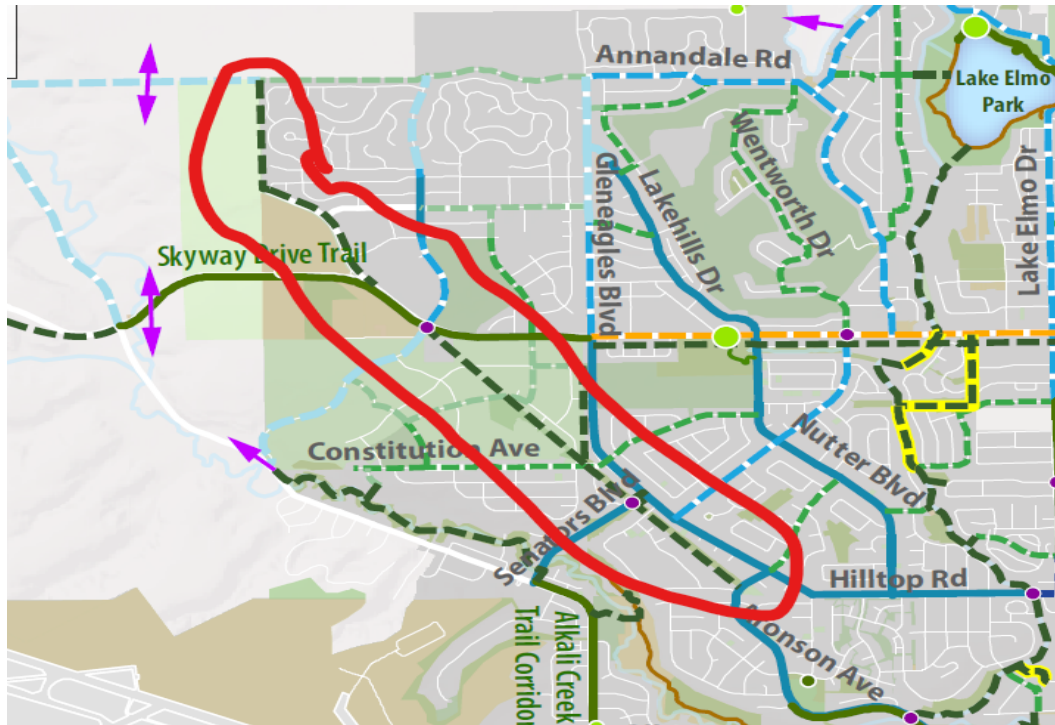 Annandale Rd
Lake Elmo
Park
Wentworth Dr
Gleneagles Blvd
Lakehills Dr
Lake Elmo Dr
Skyway Drive Trail
Constitution Ave
Nutter Blvd
Senators Blvd
Hilltop Rd
Aronson Ave
Alkali Creek
Trail Corridor